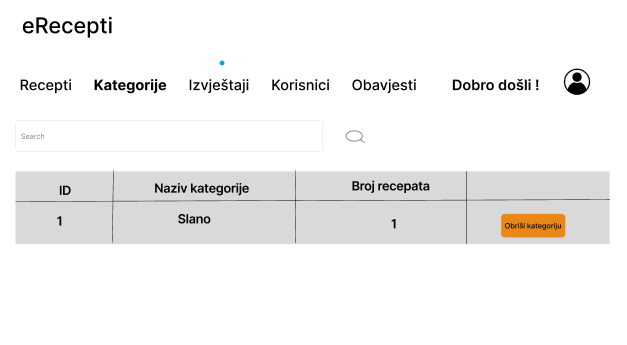 eRecepti
Recepti Kategorije Izvještaji Korisnici Obavjesti Dobro došli !
Search
ID Naziv kategorije Broj recepata
1 Slano 1 Obriši kategoriju